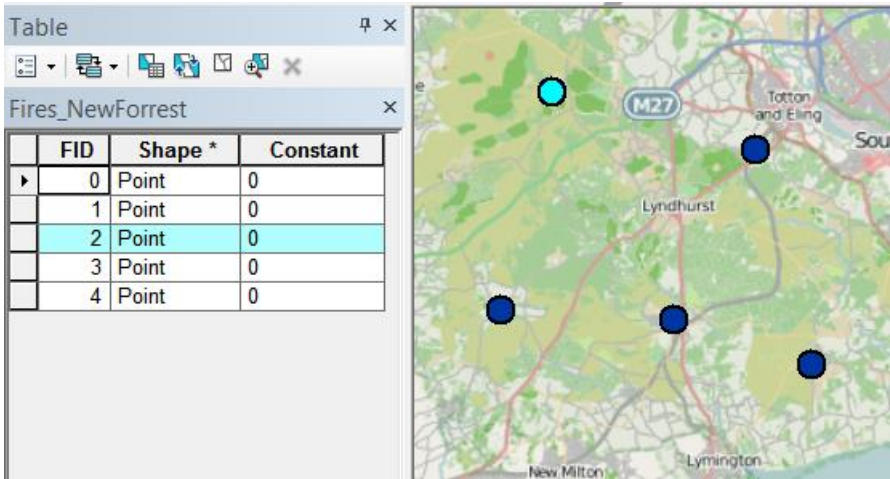 Table
Fires_NewForrest
FID Shape * Constant
0 Point 0
1 Point 0
2 Point 0
3 Point 0
4 Point 0
e
M27
Totton
and Eling
Sou
Lyndhurst
New Milton
Lymington